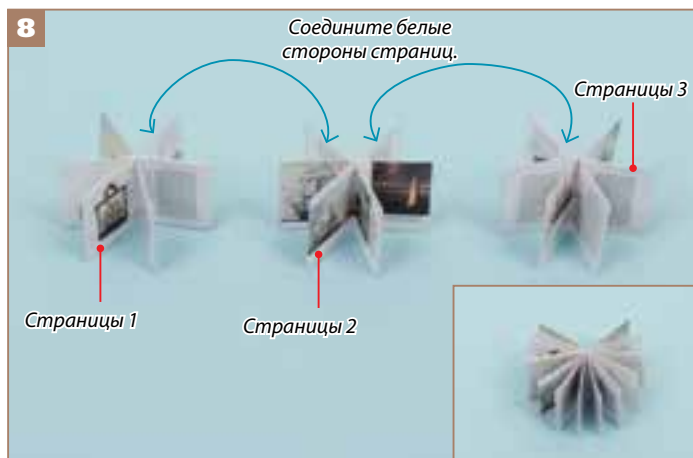 8
Соедините белые
стороны страниц.
Страницы 3
Страницы 1
Страницы 2